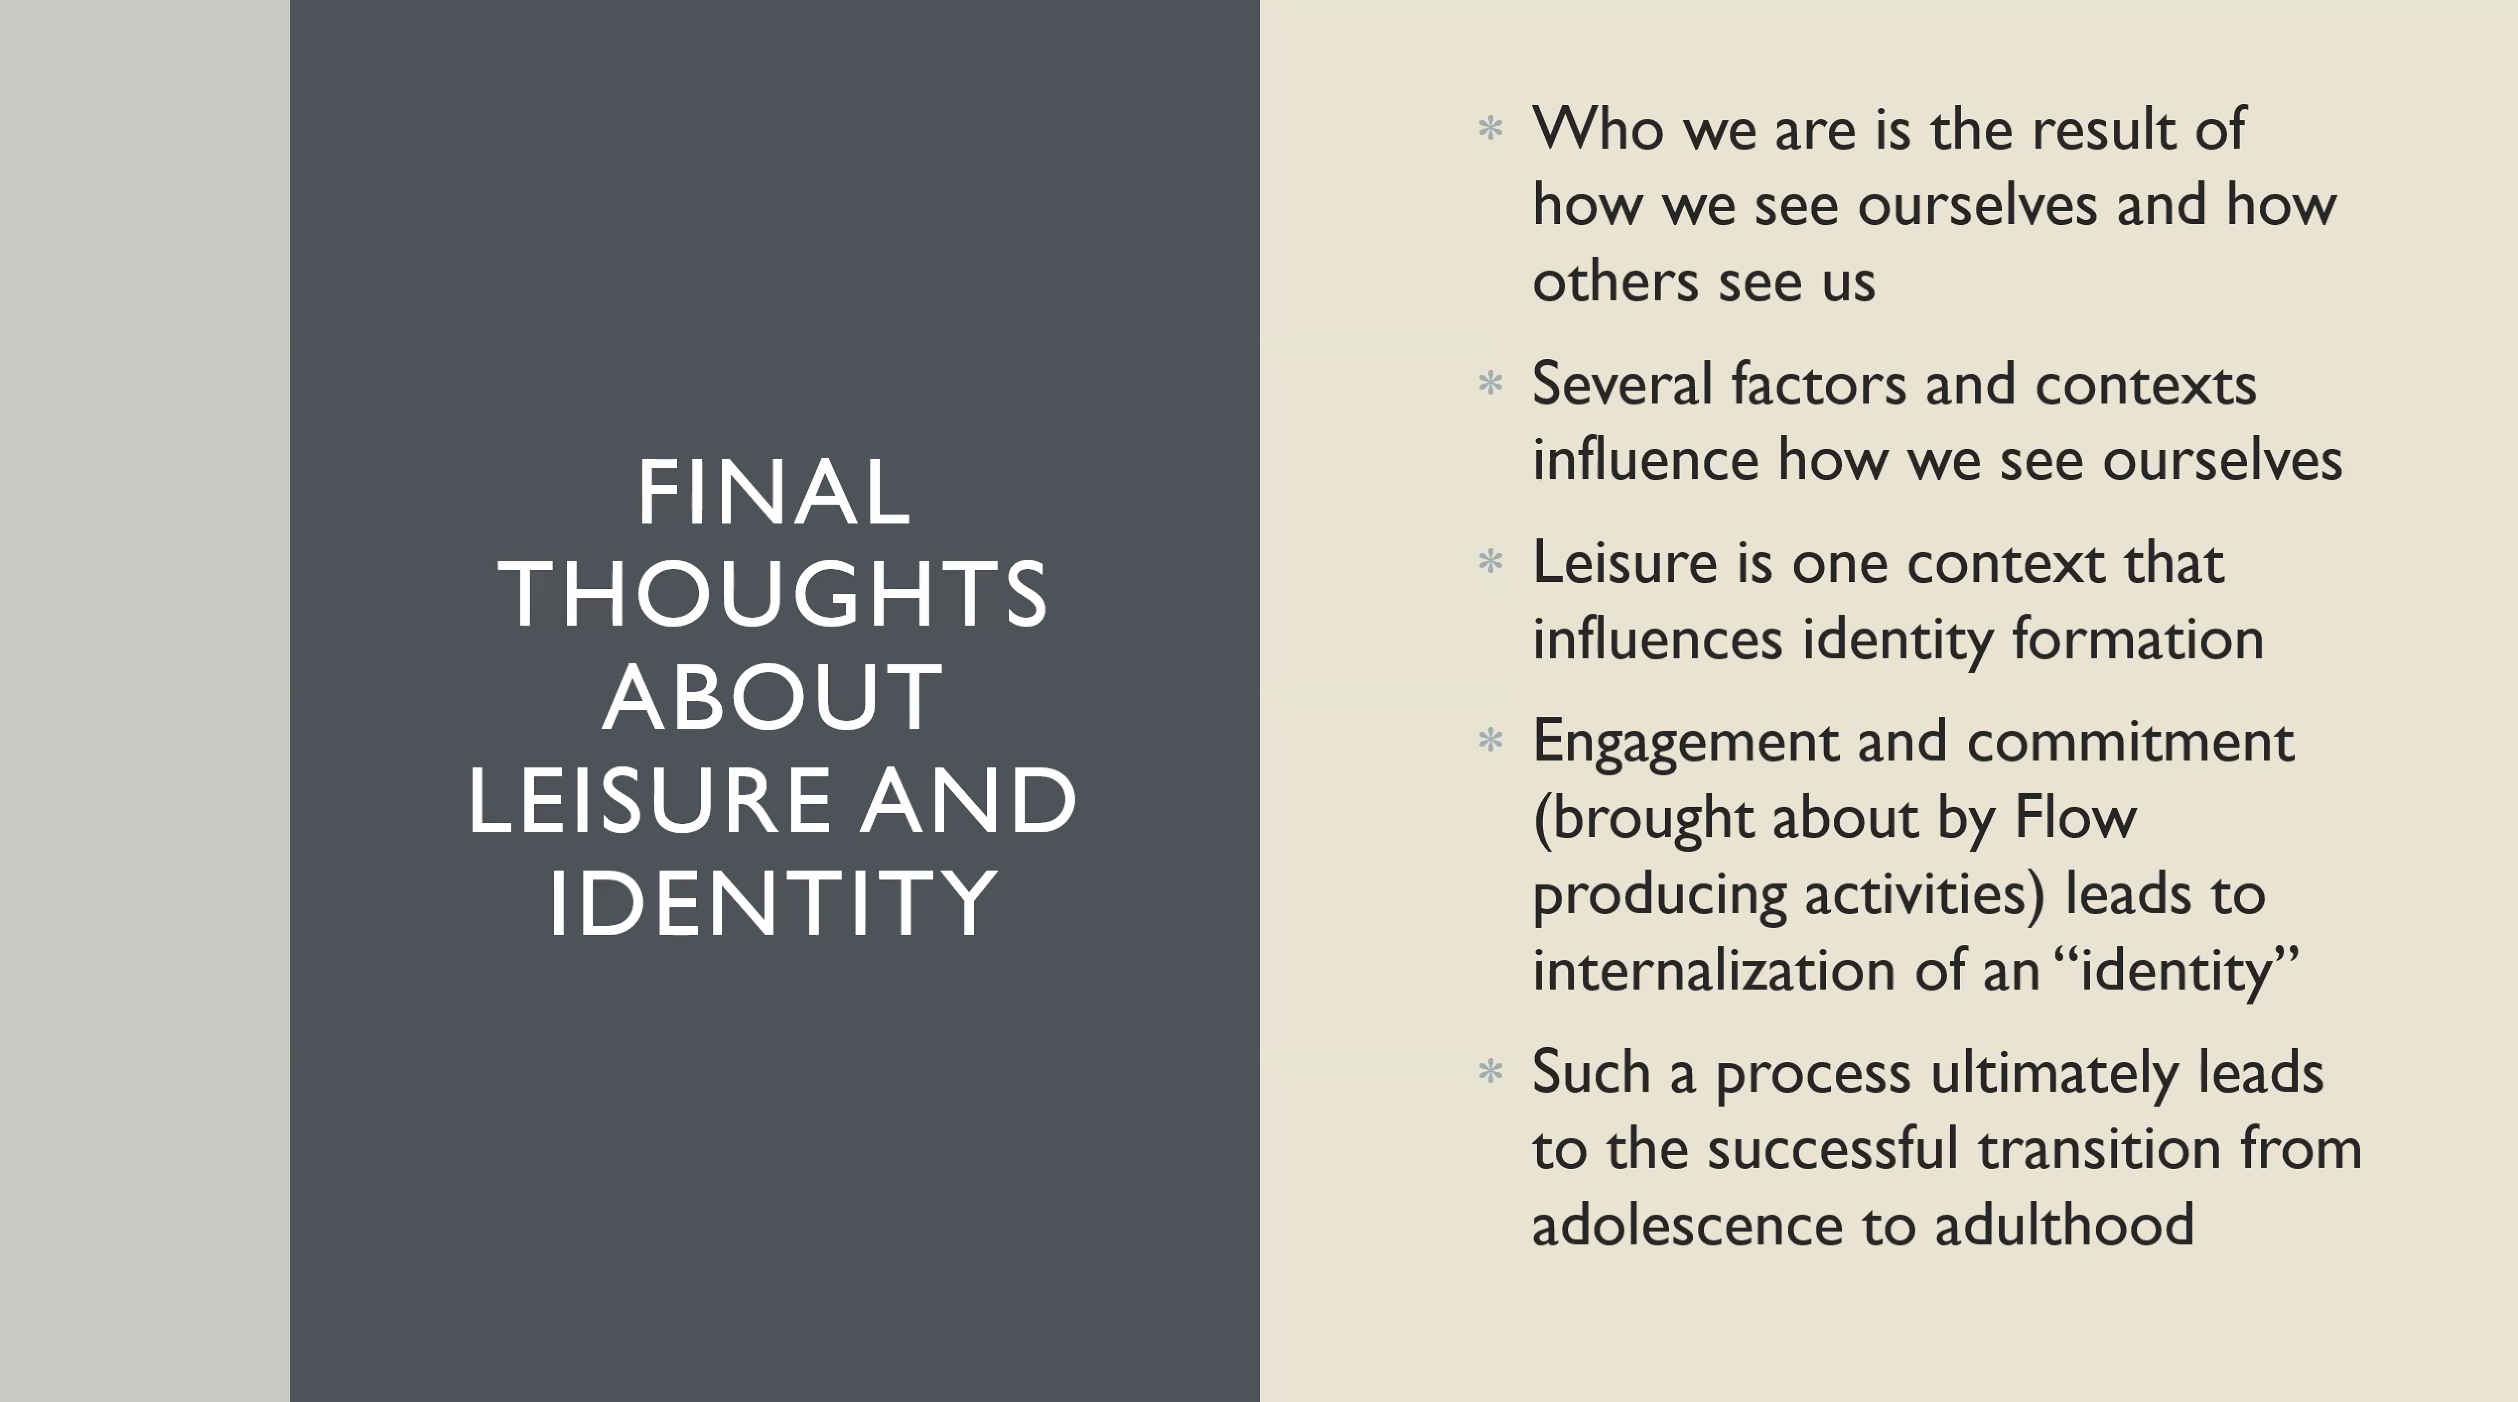 FINAL
THOUGHTS
ABOUT
LEISURE AND
IDENTITY
* Who we are is the result of
how we see ourselves and how
others see us
* Several factors and contexts
influence how we see ourselves
* Leisure is one context that
influences identity formation
* Engagement and commitment
(brought about by Flow
producing activities) leads to
internalization of an “identity”
* Such a process ultimately leads
to the successful transition from
adolescence to adulthood